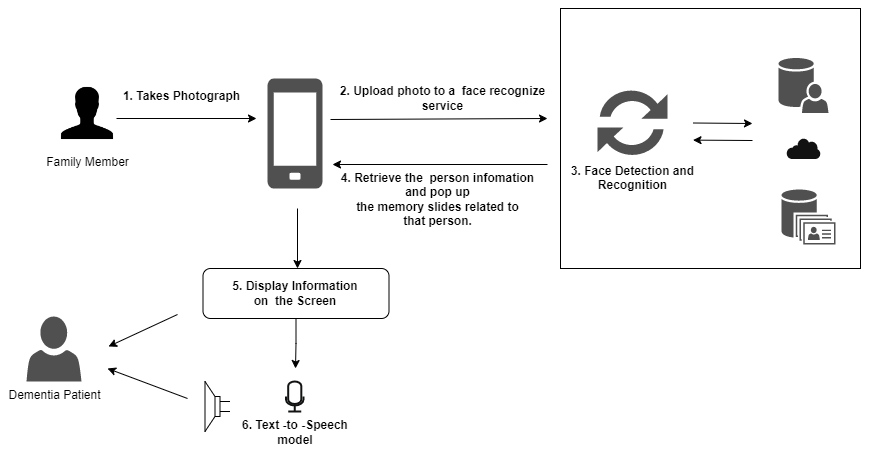 1. Takes Photograph
2. Upload photo to a  face recognize
service
Family Member
3. Face Detection and
Recognition
4. Retrieve the  person infomation
and pop up
the memory slides related to
that person.
5. Display Information
on  the Screen
Dementia Patient
6. Text -to -Speech
model